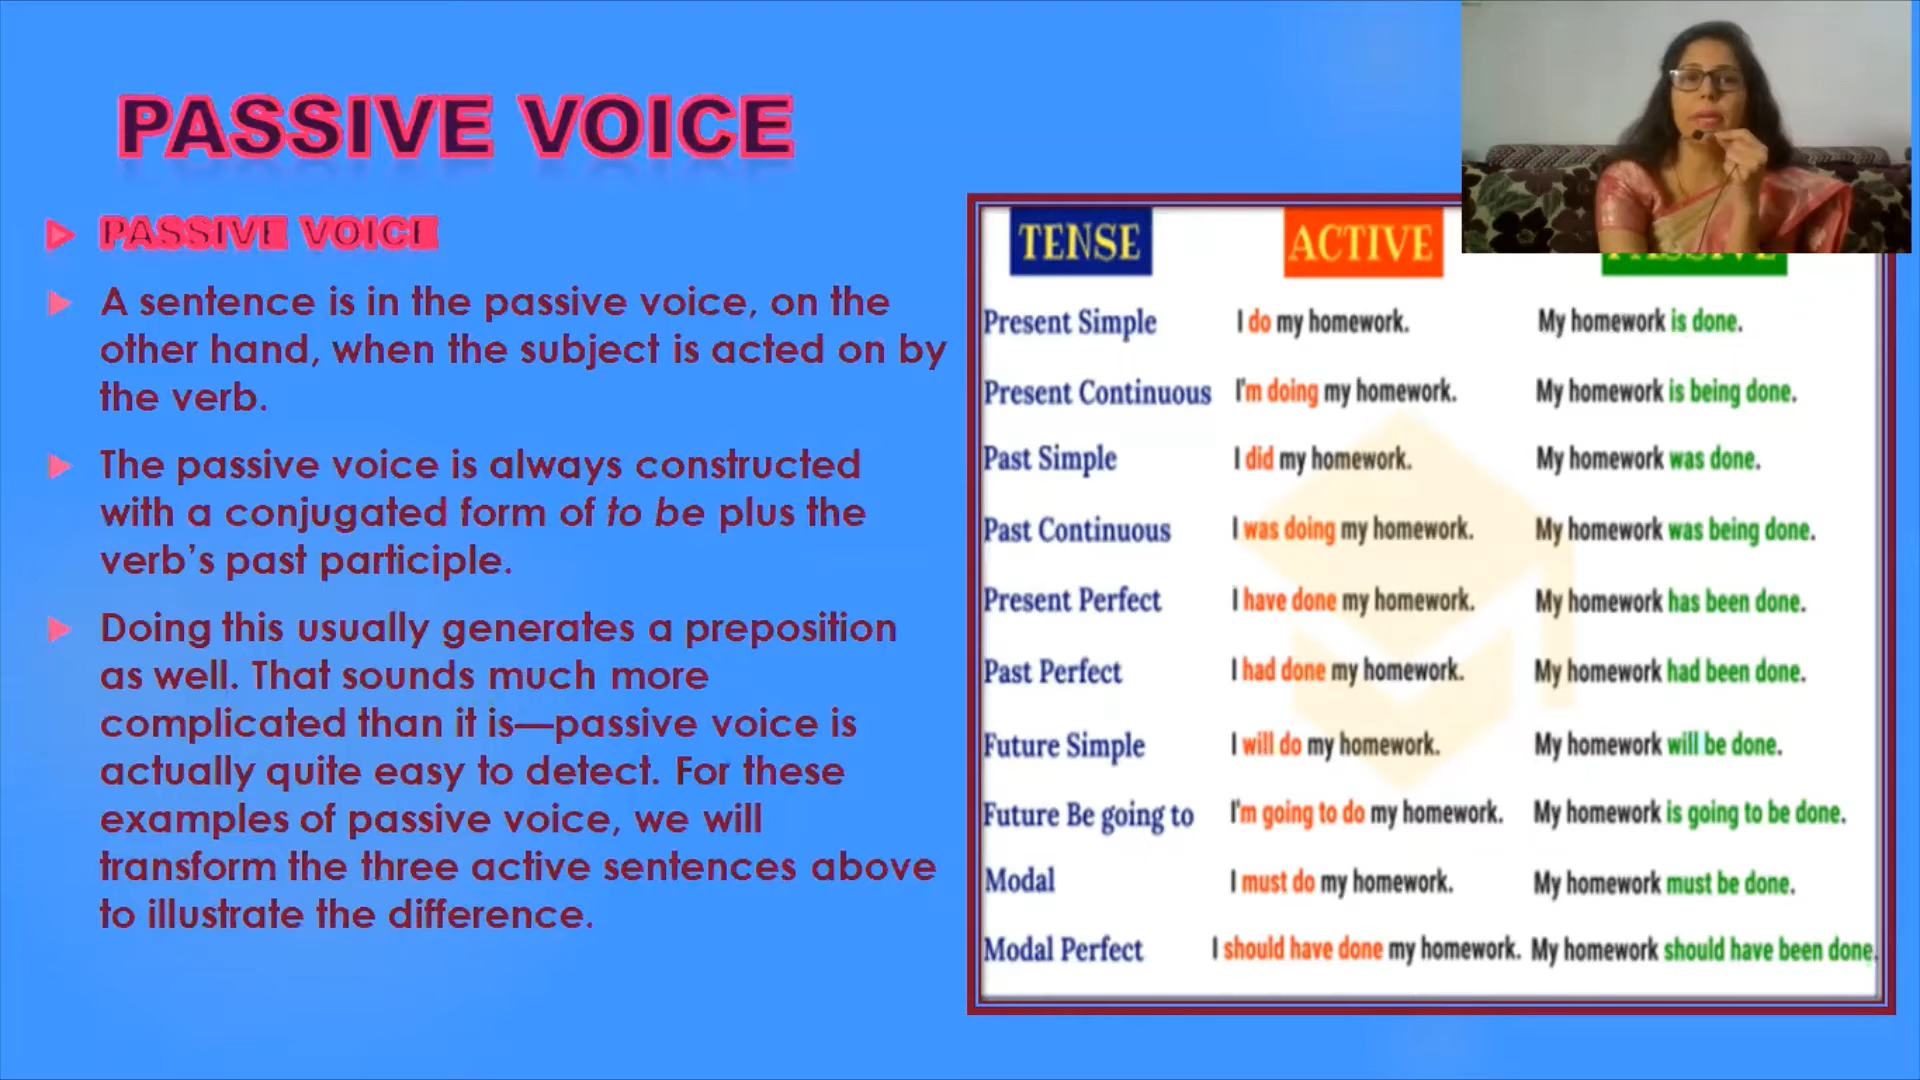 PASSIVE VOICE
PASSIVE VOICE
A sentence is in the passive voice, on the
other hand, when the subject is acted on by
the verb.
The passive voice is always constructed
with a conjugated form of to be plus the
verb’s past participle.
Doing this usually generates a preposition
as well. That sounds much more
complicated than it is—passive voice is
actually quite easy to detect. For these
examples of passive voice, we will
transform the three active sentences above
to illustrate the difference.
TENSE ACTIVE PASSIVE
Present Simple I do my homework. My homework is done.
Present Continuous I'm doing my homework. My homework is being done.
Past Simple I did my homework. My homework was done.
Past Continuous I was doing my homework. My homework was being done.
Present Perfect I have done my homework. My homework has been done.
Past Perfect I had done my homework. My homework had been done.
Future Simple I will do my homework. My homework will be done.
Future Be going to I'm going to do my homework. My homework is going to be done.
Modal I must do my homework. My homework must be done.
Modal Perfect I should have done my homework. My homework should have been done.